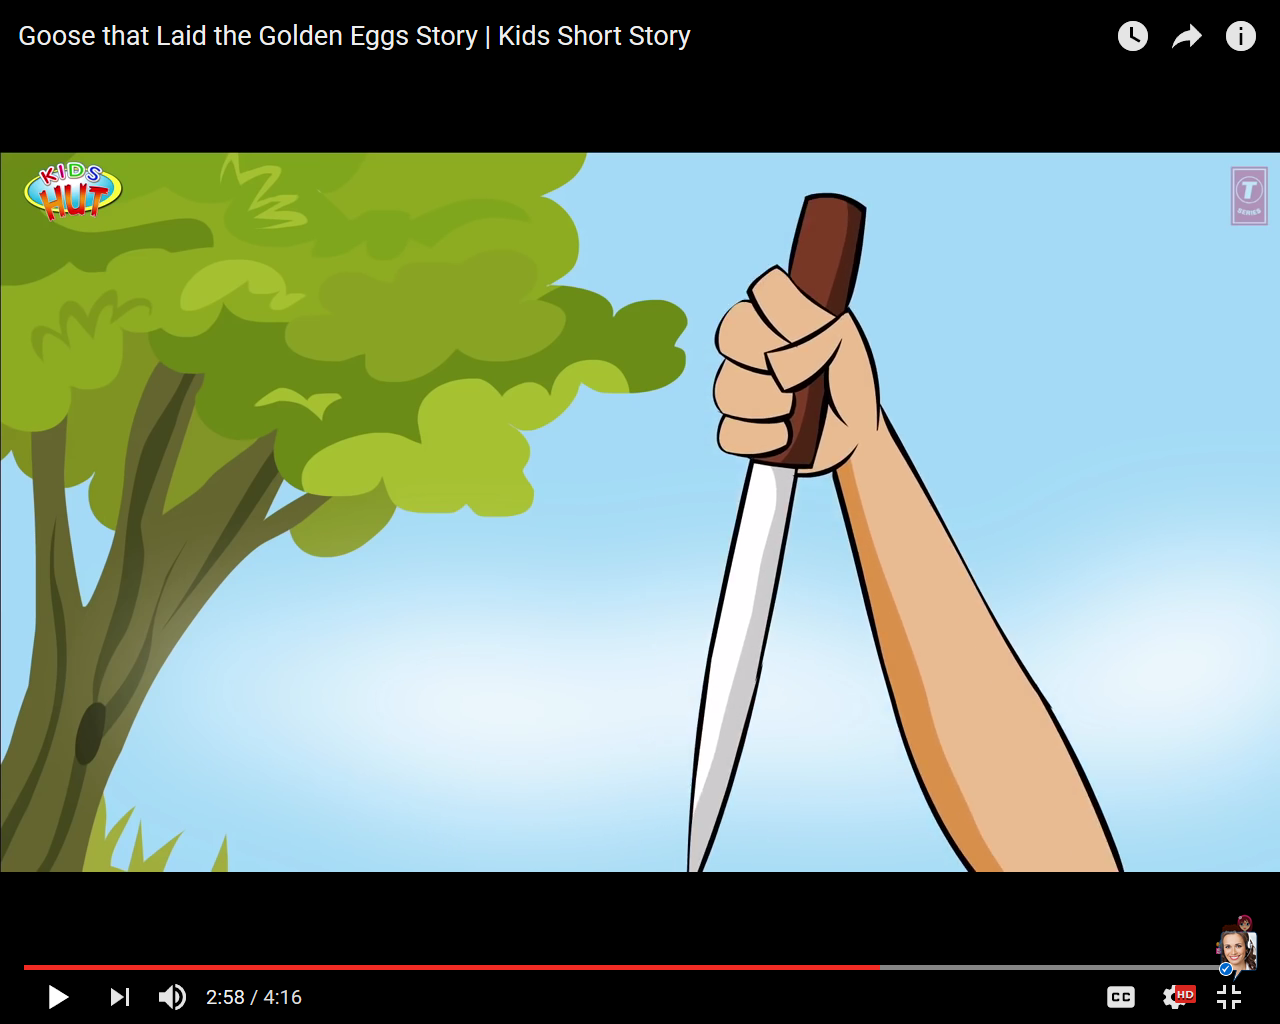 Goose that Laid the Golden Eggs Story | Kids Short Story
KIDS
HUT
T
SERIES
2:58 / 4:16
CC
HD